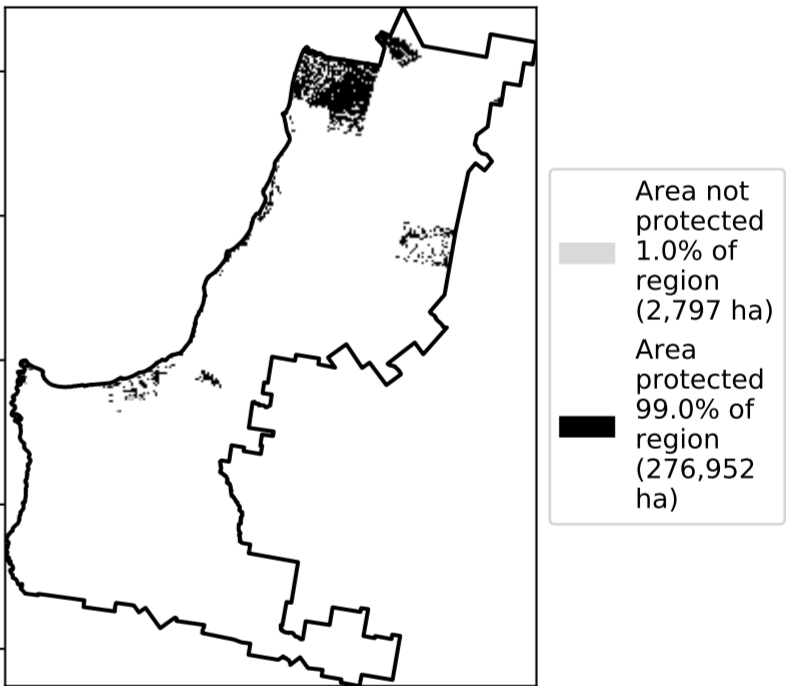 Area not
protected
1.0% of
region
(2,797 ha)
Area
protected
99.0% of
region
(276,952
ha)